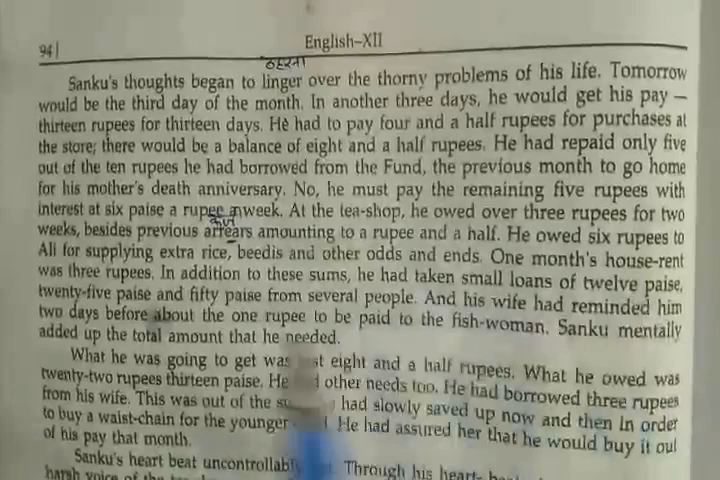 94|
English–XII
ठहरना
Sanku's thoughts began to linger over the thorny problems of his life. Tomorrow
would be the third day of the month. In another three days, he would get his pay —
thirteen rupees for thirteen days. He had to pay four and a half rupees for purchases at
the store; there would be a balance of eight and a half rupees. He had repaid only five
out of the ten rupees he had borrowed from the Fund, the previous month to go home
for his mother's death anniversary. No, he must pay the remaining five rupees with
interest at six paise a rupee a week. At the tea-shop, he owed over three rupees for two
weeks, besides previous arrears amounting to a rupee and a half. He owed six rupees to
Ali for supplying extra rice, beedis and other odds and ends. One month's house-rent
was three rupees. In addition to these sums, he had taken small loans of twelve paise,
twenty-five paise and fifty paise from several people. And his wife had reminded him
two days before about the one rupee to be paid to the fish-woman. Sanku mentally
added up the total amount that he needed.
What he was going to get was eight and a half rupees. What he owed was
twenty-two rupees thirteen paise. He other needs too. He had borrowed three rupees
from his wife. This was out of the had slowly saved up now and then In order
to buy a waist-chain for the younger He had assured her that he would buy it out
of his pay that month.
Sanku's heart beat Through his
harsh voice of the